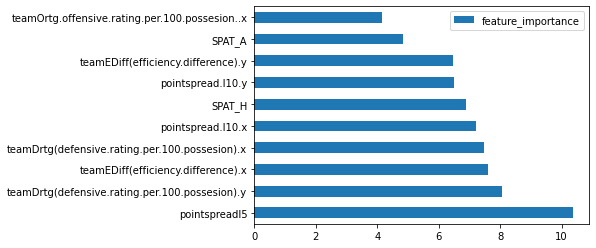 teamOrtg.offensive.rating.per.100.possesion..x
feature_importance
SPAT_A
teamEDiff(efficiency.difference).y
pointspread.l10.y
SPAT_H
pointspread.l10.x
teamDrtg(defensive.rating.per.100.possesion).x
teamEDiff(efficiency.difference).x
teamDrtg(defensive.rating.per.100.possesion).y
pointspreadl5
0 2 4 6 8 10